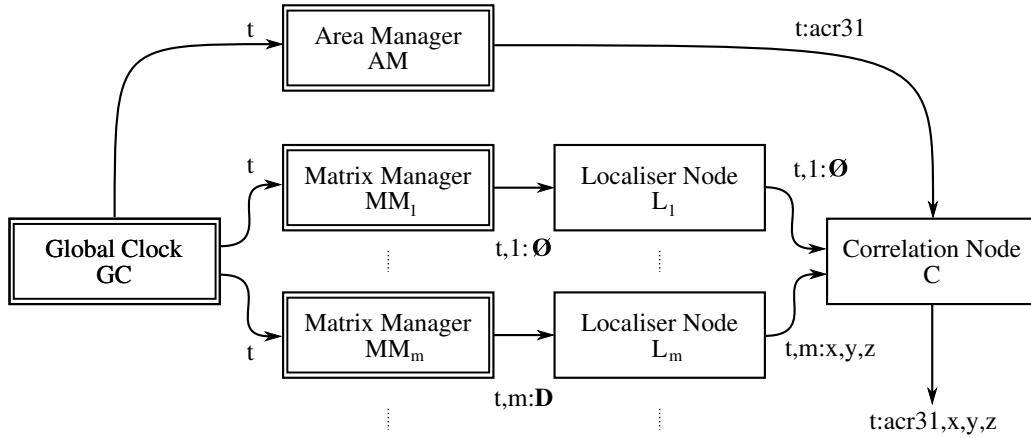 t
Area Manager
AM
t:acr31
t
Matrix Manager
MM1
t,1:Ø
Localiser Node
L1
t,1:Ø
Global Clock
GC
Correlation Node
C
t
Matrix Manager
MMm
t,m:D
Localiser Node
Lm
t,m:x,y,z
t:acr31,x,y,z